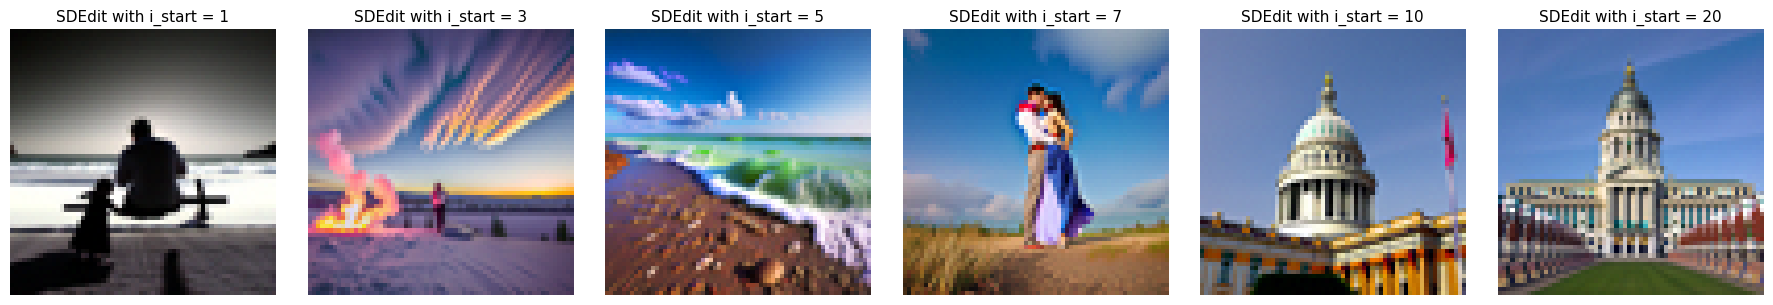 SDEdit with i_start = 1
SDEdit with i_start = 3
SDEdit with i_start = 5
SDEdit with i_start = 7
SDEdit with i_start = 10
SDEdit with i_start = 20